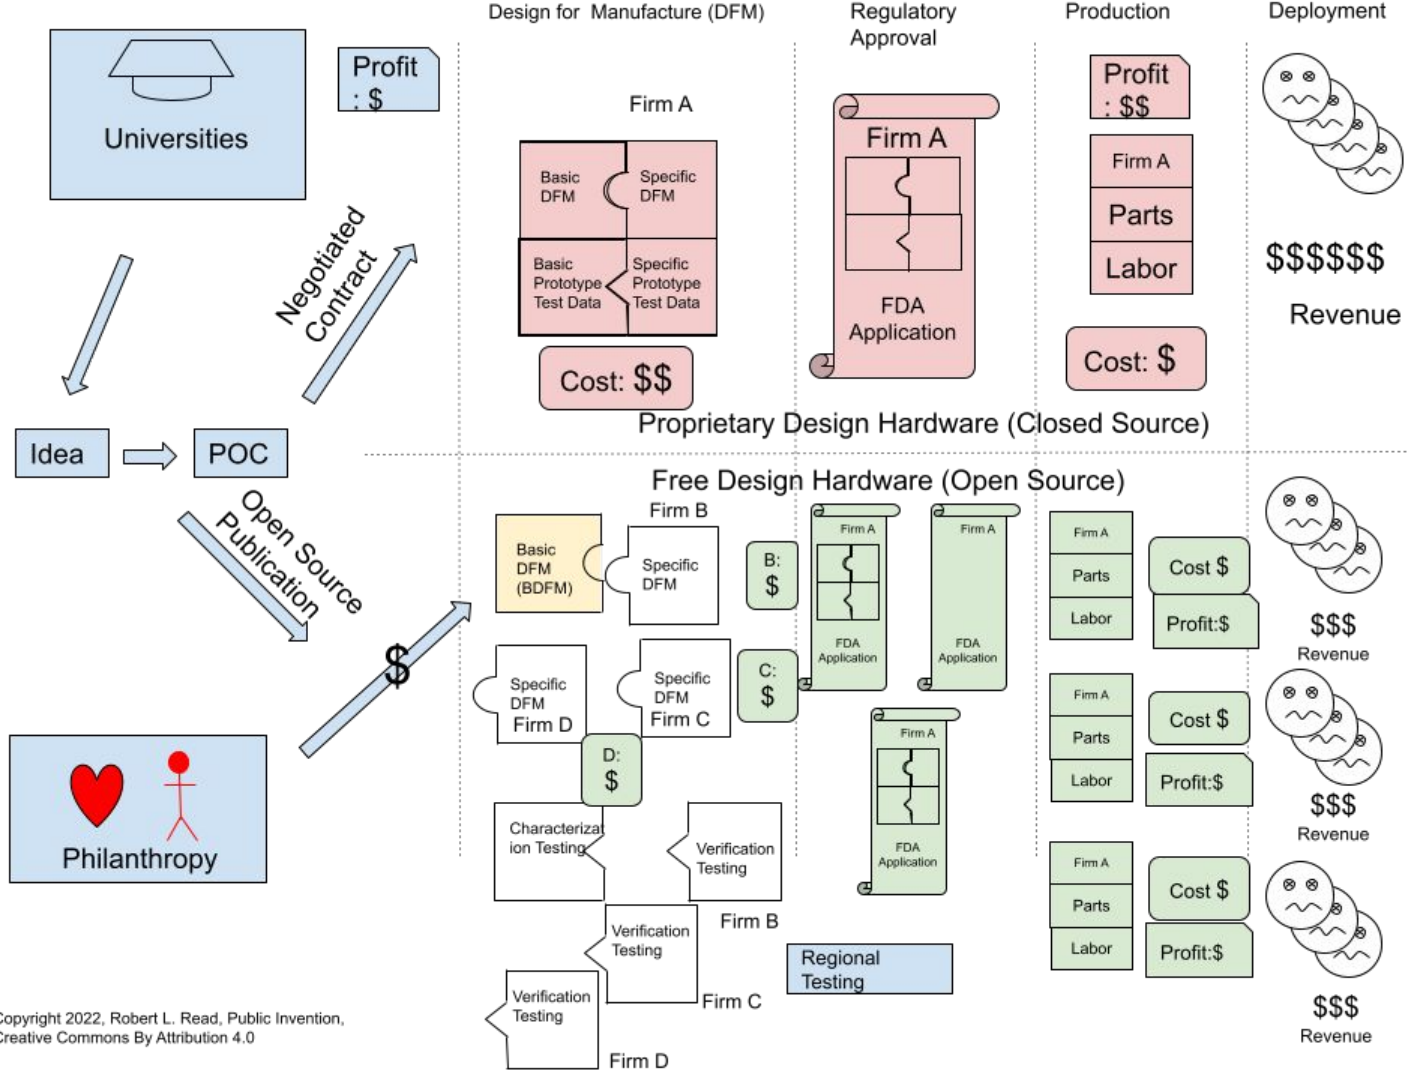 Design for Manufacture (DFM)
Regulatory
Approval
Production
Deployment
Universities
Profit
: $
Negotiated
Contract
Idea
POC
Open Source
Publication
$
Philanthropy
Firm A
Basic
DFM
Specific
DFM
Basic
Prototype
Test Data
Specific
Prototype
Test Data
Cost: $$
Firm A
FDA
Application
Profit
: $$
Firm A
Parts
Labor
Cost: $
$$$$$$
Revenue
Proprietary Design Hardware (Closed Source)
Free Design Hardware (Open Source)
Firm B
Basic
DFM
(BDFM)
Specific
DFM
B:
$
Specific
DFM
Firm D
Specific
DFM
Firm C
C:
$
D:
$
Characterizat
ion Testing
Verification
Testing
Firm B
Verification
Testing
Firm C
Verification
Testing
Firm D
Firm A
FDA
Application
Firm A
FDA
Application
Firm A
FDA
Application
Regional
Testing
Firm A
Parts
Labor
Cost $
Profit:$
$$$
Revenue
Firm A
Parts
Labor
Cost $
Profit:$
$$$
Revenue
Firm A
Parts
Labor
Cost $
Profit:$
$$$
Revenue
Copyright 2022, Robert L. Read, Public Invention,
Creative Commons By Attribution 4.0